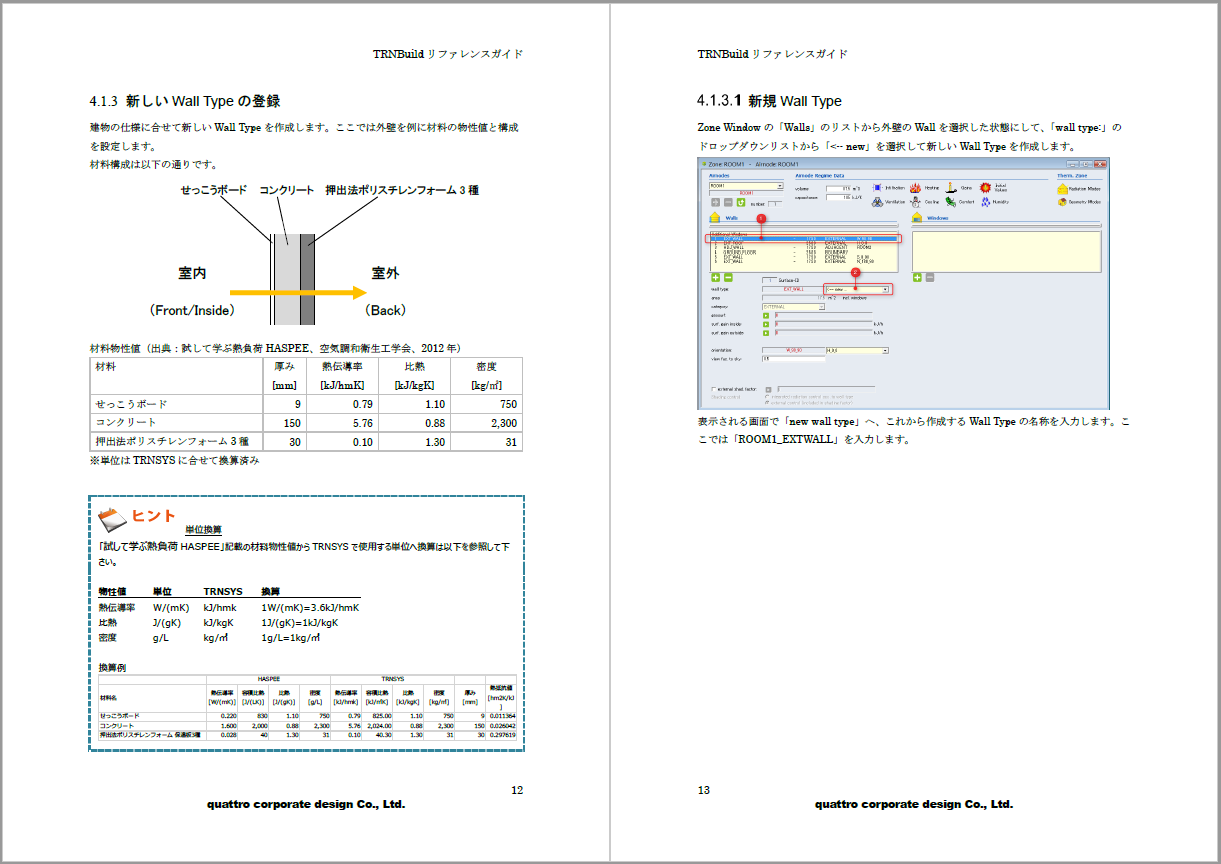 TRNBuild リファレンスガイド
4.1.3 新しい Wall Type の登録
建物の仕様に合せて新しい Wall Type を作成します。ここでは外壁を例に材料の物性値と構成
を設定します。
材料構成は以下の通りです。
せっこうボード コンクリート 押出法ポリスチレンフォーム 3 種
室内 室外
(Front/Inside) (Back)
材料物性値（出典：試して学ぶ熱負荷 HASPEE、空気調和衛生工学会、2012 年）
材料 厚み 熱伝導率 比熱 密度
[mm] [kJ/hmK] [kJ/kgK] [kg/㎥]
せっこうボード 9 0.79 1.10 750
コンクリート 150 5.76 0.88 2,300
押出法ポリスチレンフォーム 3 種 30 0.10 1.30 31
※単位は TRNSYS に合せて換算済み
ヒント
単位換算
「試して学ぶ熱負荷 HASPEE」記載の材料物性値から TRNSYS で使用する単位へ換算は以下を参照して下
さい。
物性値 単位 TRNSYS 換算
熱伝導率 W/(mK) kJ/hmk 1W/(mK)=3.6kJ/hmK
比熱 J/(gK) kJ/kgK 1J/(gK)=1kJ/kgK
密度 g/L kg/㎥ 1g/L=1kg/㎥
換算例
HASPEE TRNSYS
材料名 熱伝導率 容積比熱 比熱 密度 熱伝導率 容積比熱 比熱 密度 厚み 熱抵抗値
[W/(mK)] [J/(LK)] [J/(gK)] [g/L] [kJ/hmk] [kJ/㎥K] [kJ/kgK] [kg/㎥] [mm] [hm2K/kJ]
せっこうボード 0.220 830 1.10 750 0.79 825.00 1.10 750 9 0.011364
コンクリート 1.600 2,000 0.88 2,300 5.76 2,024.00 0.88 2,300 150 0.026042
押出法ポリスチレンフォーム 保温板3種 0.028 40 1.30 31 0.10 40.30 1.30 31 30 0.297619
12
quattro corporate design Co., Ltd.
TRNBuild リファレンスガイド
4.1.3.1 新規 Wall Type
Zone Window の「Walls」のリストから外壁の Wall を選択した状態にして、「wall type:」の
ドロップダウンリストから「<-- new」を選択して新しい Wall Type を作成します。
Zone:ROOM1 - Airnode:ROOM1
Airnodes Airnode Regime Data Therm. Zone
ROOM1
ROOM1
volume
capacitance
number 1
Infiltration Heating Gains Initial Values
Ventilation Cooling Comfort Humidity
Radiation Modes
Geometry Modes
Walls Windows
1
Additional Windows
2
Surface-ID
wall type EXT_WALL <-- new
area incl. windows
category EXTERNAL
geosurf
surf. gain inside kJ/h
surf. gain outside kJ/h
orientation
view fac. to sky
external shad. factor
表示される画面で「new wall type」へ、これから作成する Wall Type の名称を入力します。こ
こでは「ROOM1_EXTWALL」を入力します。
13
quattro corporate design Co., Ltd.